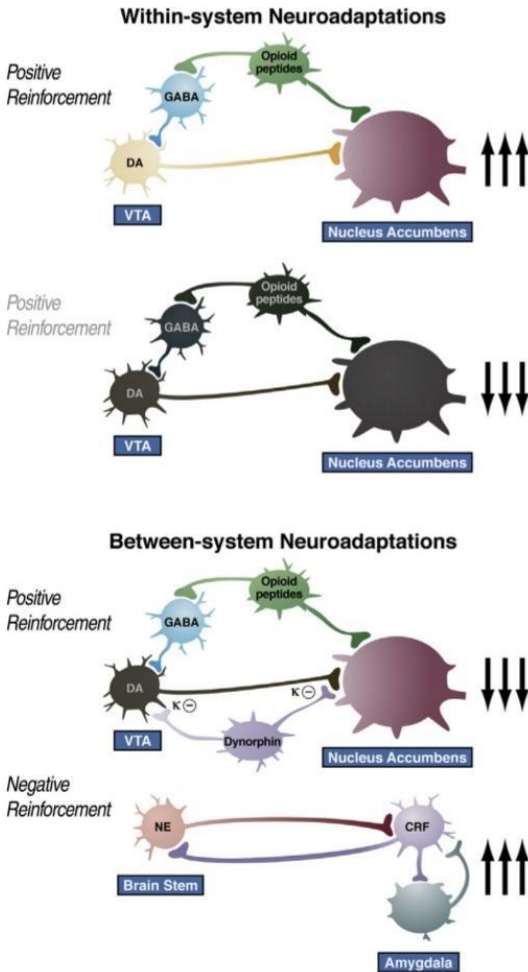 Within-system Neuroadaptations
Positive
Reinforcement
Opioid
peptides
GABA
DA
VTA
Nucleus Accumbens
Positive
Reinforcement
Opioid
peptides
GABA
DA
VTA
Nucleus Accumbens
Between-system Neuroadaptations
Positive
Reinforcement
Opioid
peptides
GABA
DA
κ ⊖
κ ⊖
VTA
Dynorphin
Nucleus Accumbens
Negative
Reinforcement
NE
CRF
Brain Stem
Amygdala